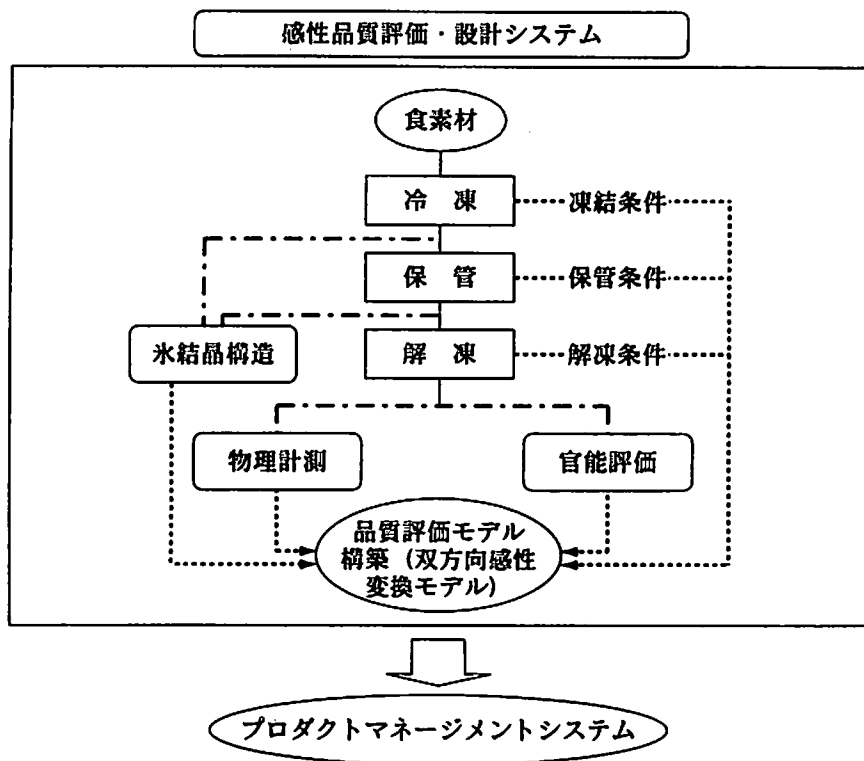 感性品質評価・設計システム
食素材
冷凍
凍結条件
保管
保管条件
氷結晶構造
解凍
解凍条件
物理計測
官能評価
品質評価モデル
構築（双方向感性
変換モデル）
プロダクトマネージメントシステム